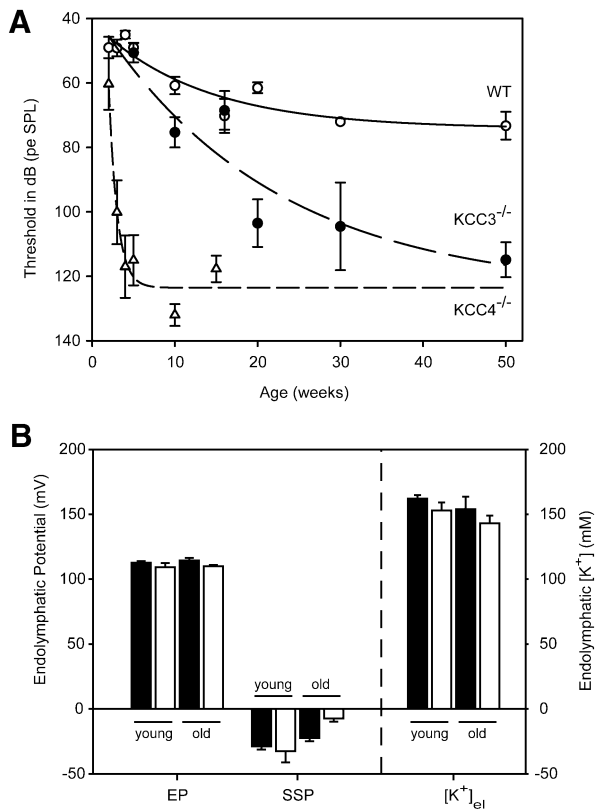 A
40
60
80
100
120
140
Threshold in dB (pe SPL)
WT
KCC3-/-
KCC4-/-
0 10 20 30 40 50
Age (weeks)
B
200 200
150 150
100 100
50 50
0 0
-50 -50
Endolymphatic Potential (mV)
Endolymphatic [K+] (mM)
young old
young old
young old
EP SSP [K+]el